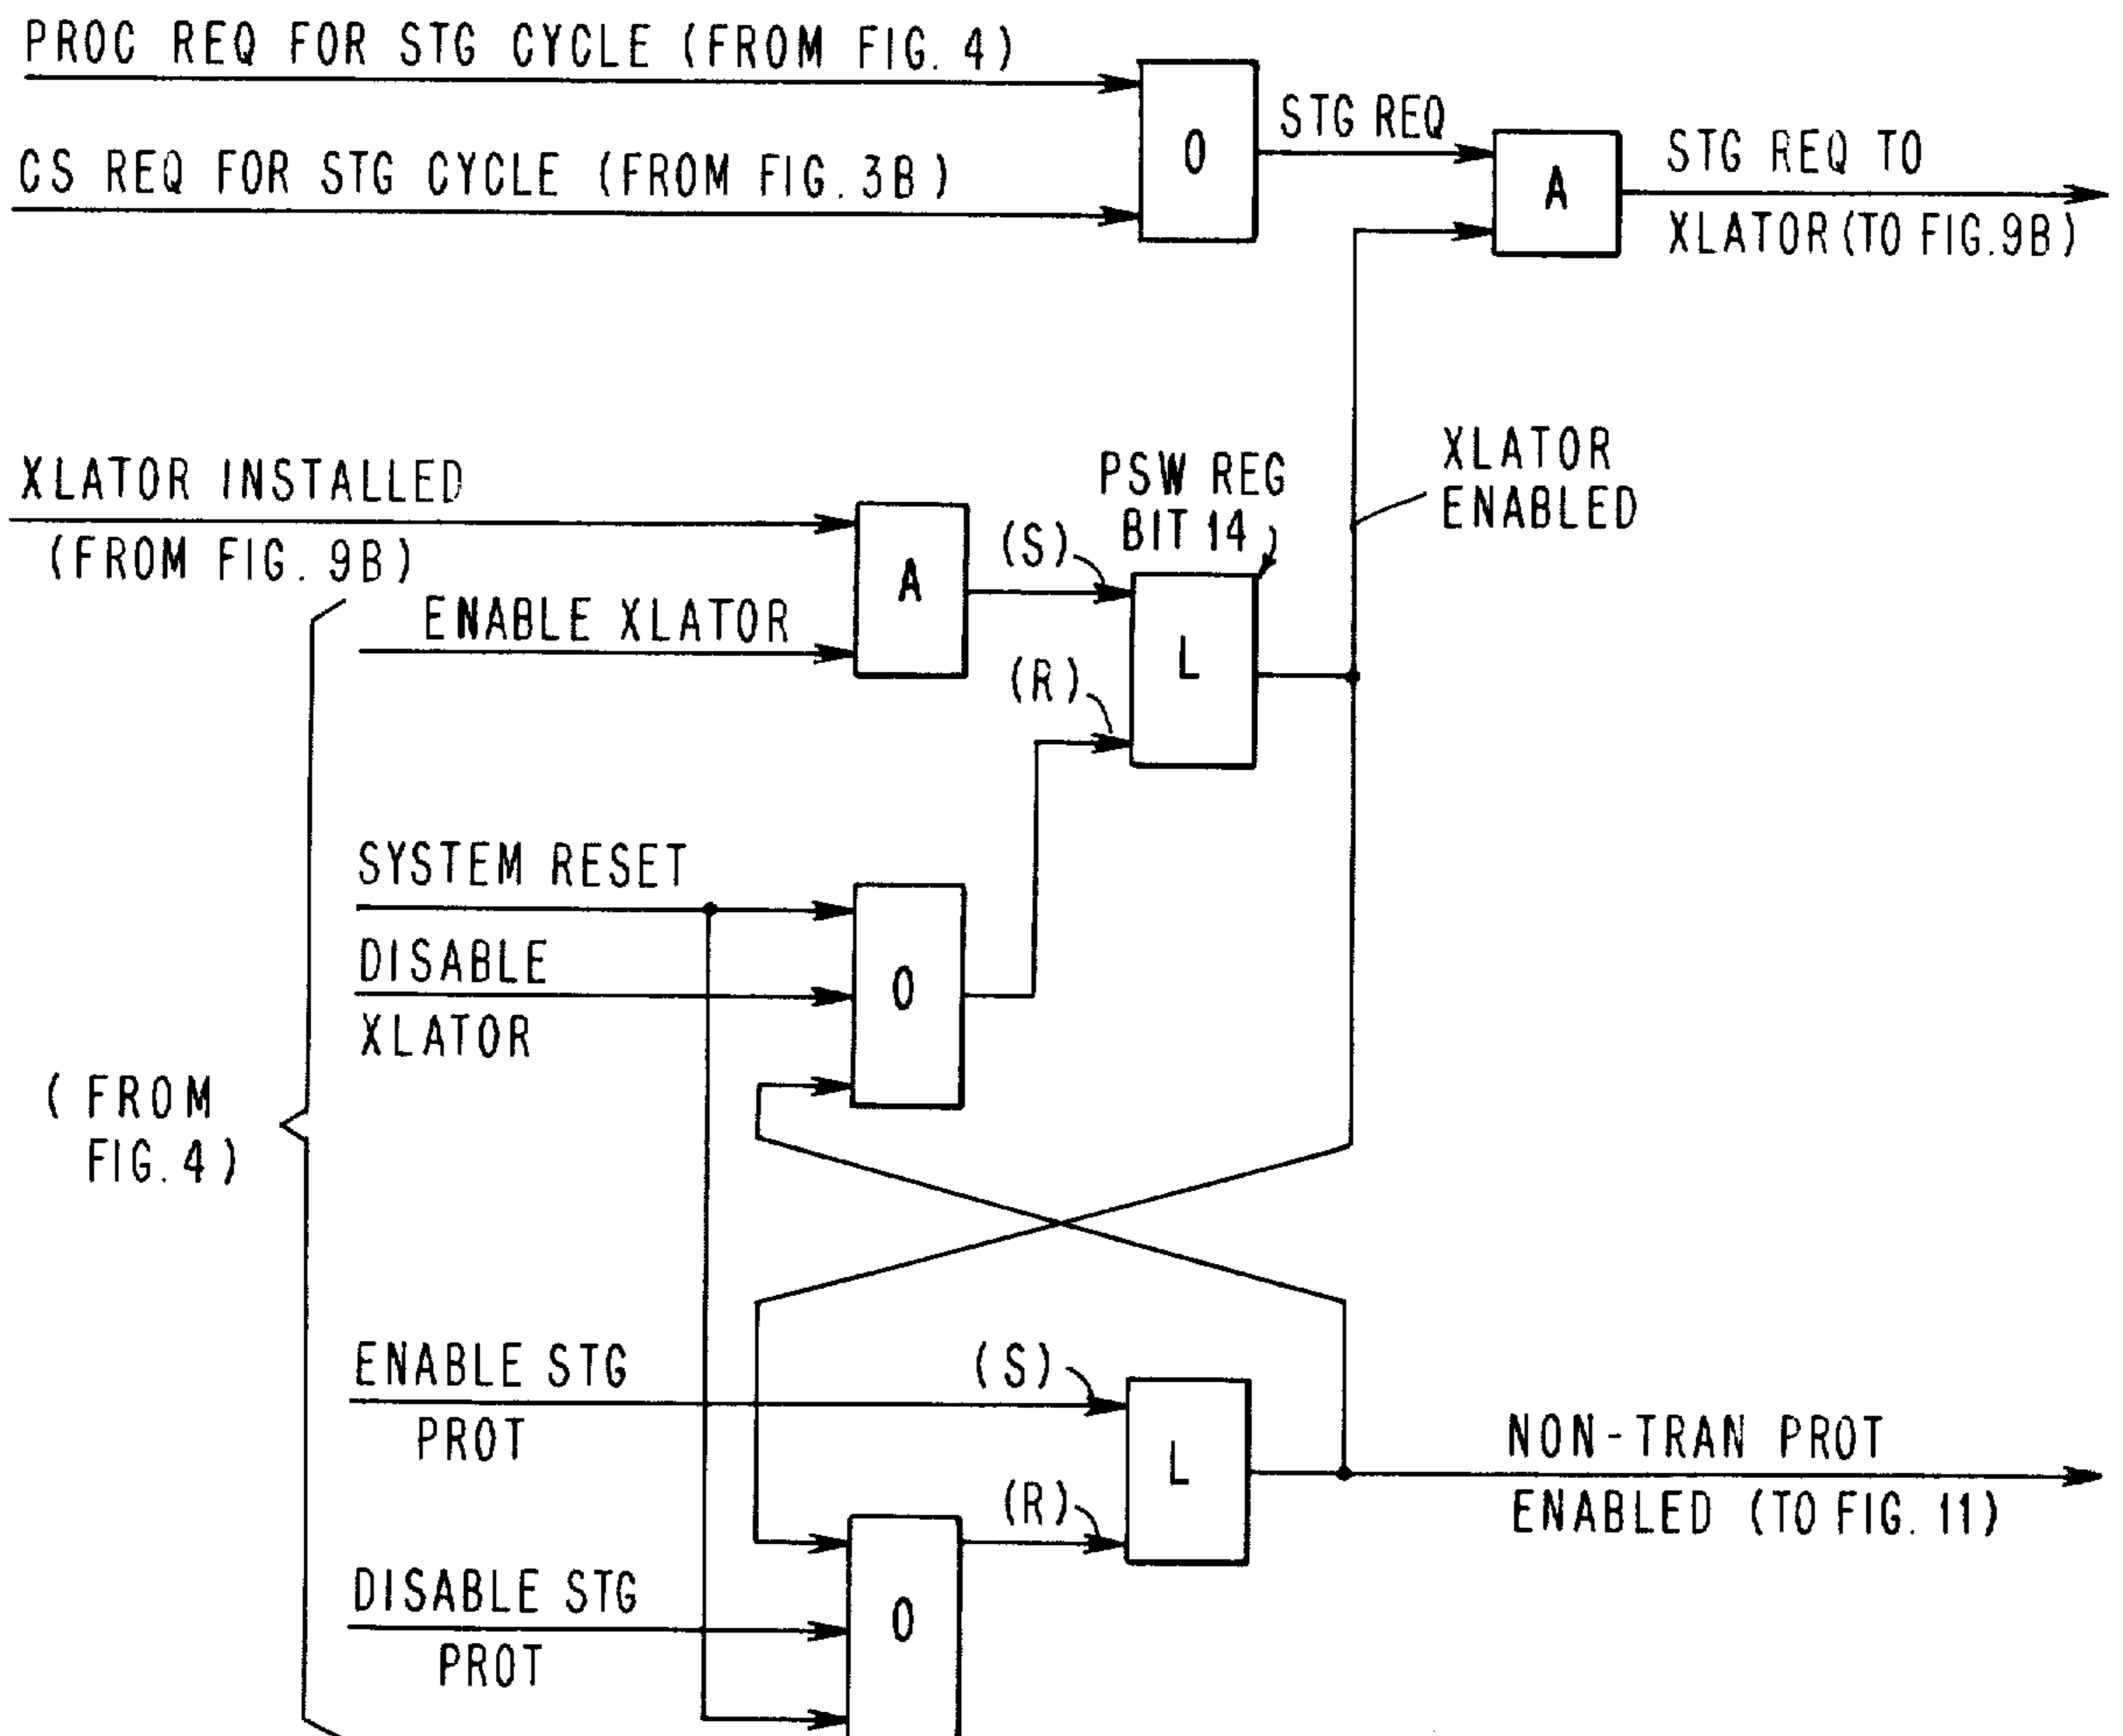 PROC REQ FOR STG CYCLE (FROM FIG. 4)
CS REQ FOR STG CYCLE (FROM FIG. 3B)
O
STG REQ
A
STG REQ TO
XLATOR (TO FIG. 9B)
XLATOR INSTALLED
(FROM FIG. 9B)
ENABLE XLATOR
A
(S)
PSW REG
BIT 14
(R)
L
XLATOR
ENABLED
SYSTEM RESET
DISABLE
XLATOR
O
(FROM
FIG. 4)
ENABLE STG
PROT
(S)
L
(R)
NON-TRAN PROT
ENABLED (TO FIG. 11)
DISABLE STG
PROT
O